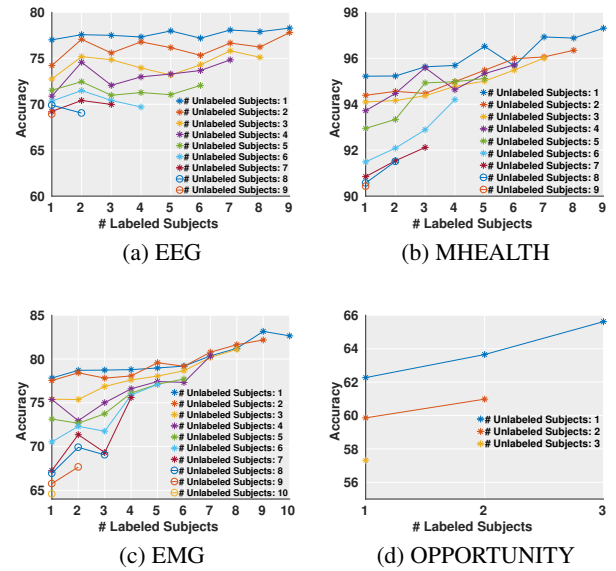 85
80
75
70
65
60
Accuracy
1 2 3 4 5 6 7 8 9
# Labeled Subjects
# Unlabeled Subjects: 1
# Unlabeled Subjects: 2
# Unlabeled Subjects: 3
# Unlabeled Subjects: 4
# Unlabeled Subjects: 5
# Unlabeled Subjects: 6
# Unlabeled Subjects: 7
# Unlabeled Subjects: 8
# Unlabeled Subjects: 9
(a) EEG
98
96
94
92
90
Accuracy
1 2 3 4 5 6 7 8 9
# Labeled Subjects
# Unlabeled Subjects: 1
# Unlabeled Subjects: 2
# Unlabeled Subjects: 3
# Unlabeled Subjects: 4
# Unlabeled Subjects: 5
# Unlabeled Subjects: 6
# Unlabeled Subjects: 7
# Unlabeled Subjects: 8
# Unlabeled Subjects: 9
(b) MHEALTH
85
80
75
70
65
Accuracy
1 2 3 4 5 6 7 8 9 10
# Labeled Subjects
# Unlabeled Subjects: 1
# Unlabeled Subjects: 2
# Unlabeled Subjects: 3
# Unlabeled Subjects: 4
# Unlabeled Subjects: 5
# Unlabeled Subjects: 6
# Unlabeled Subjects: 7
# Unlabeled Subjects: 8
# Unlabeled Subjects: 9
# Unlabeled Subjects: 10
(c) EMG
66
64
62
60
58
56
Accuracy
1 2 3
# Labeled Subjects
# Unlabeled Subjects: 1
# Unlabeled Subjects: 2
# Unlabeled Subjects: 3
(d) OPPORTUNITY